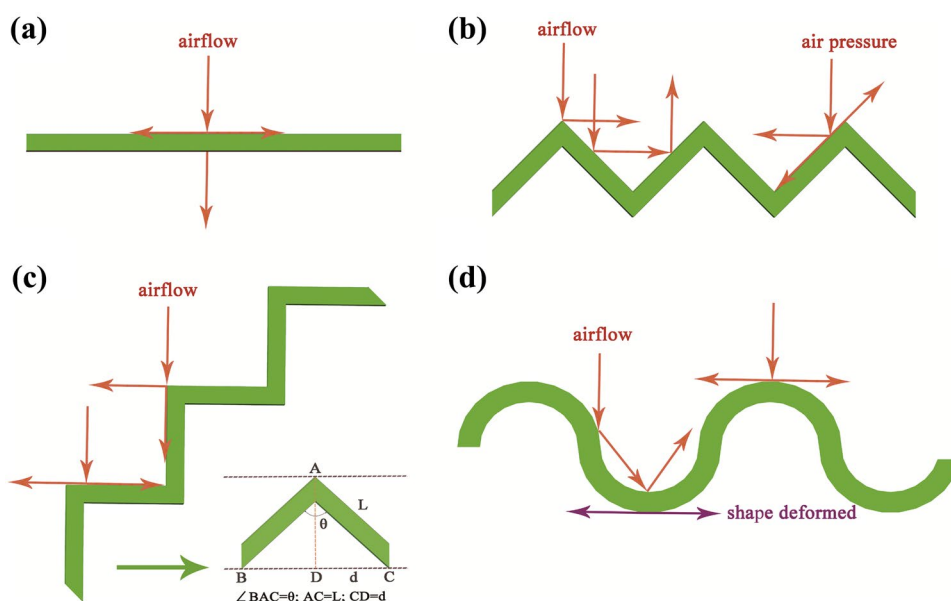 (a)
airflow
(b)
airflow
air pressure
(c)
airflow
A
L
θ
B
D
d
C
∠BAC=θ; AC=L; CD=d
(d)
airflow
shape deformed